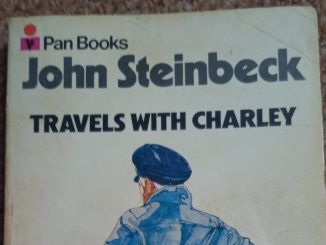 Pan Books
John Steinbeck
TRAVELS WITH CHARLEY